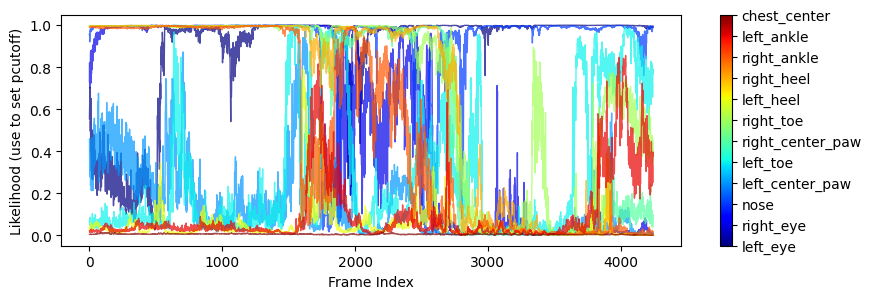 Likelihood (use to set pcutoff)
1.0
0.8
0.6
0.4
0.2
0.0
0 1000 2000 3000 4000
Frame Index
chest_center
left_ankle
right_ankle
right_heel
left_heel
right_toe
right_center_paw
left_toe
left_center_paw
nose
right_eye
left_eye